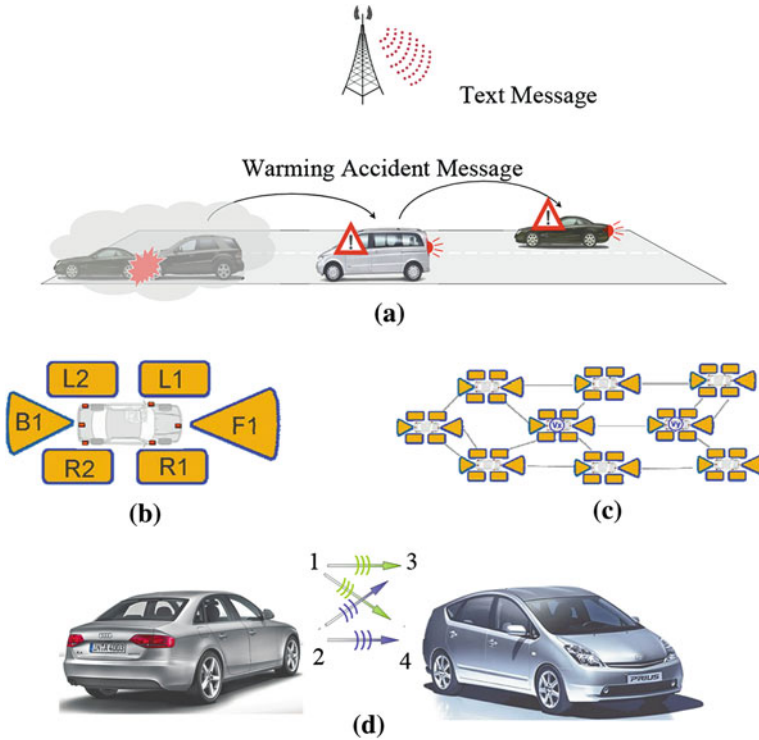 Text Message
Warming Accident Message
!
!
(a)
L2 L1
B1 F1
R2 R1
(b)
Vx Vy
(c)
1 3
2 4
PRIUS
(d)